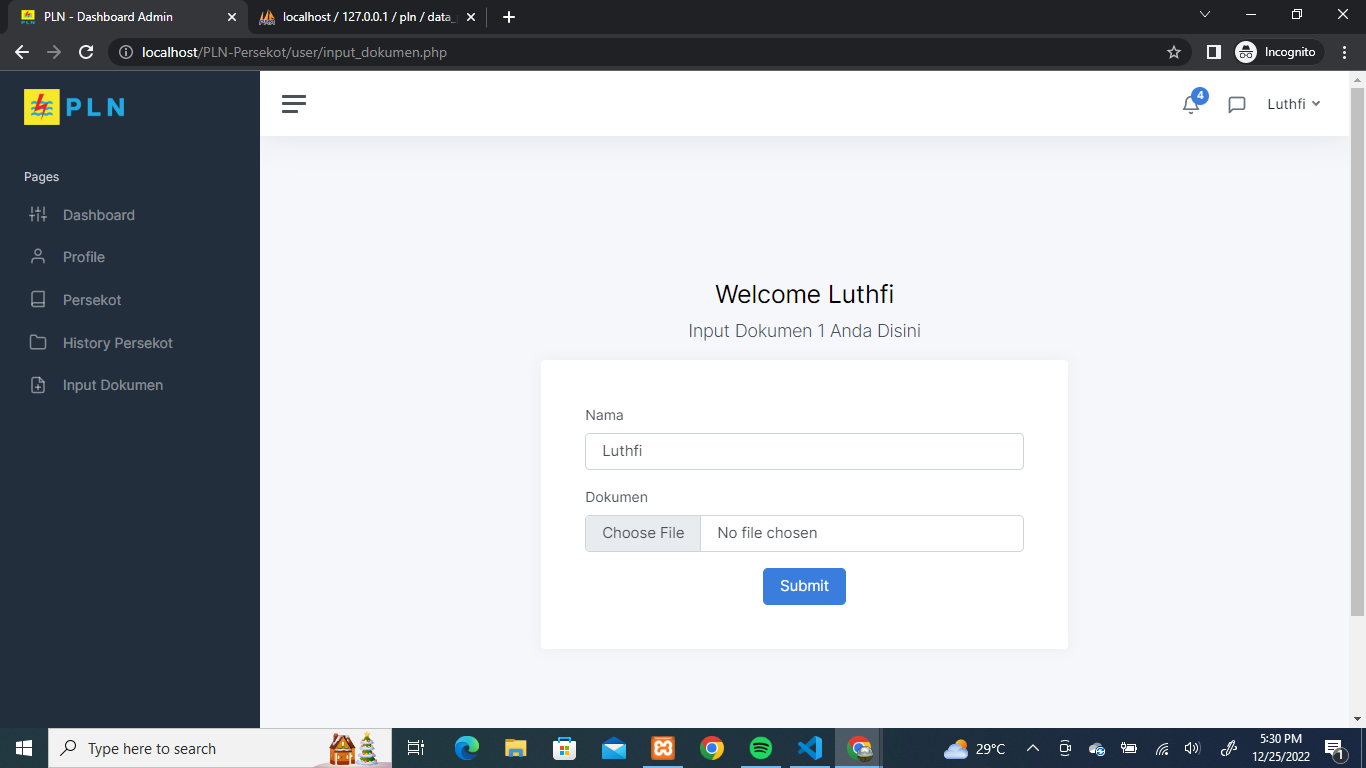 PLN - Dashboard Admin
localhost / 127.0.0.1 / pln / data_
localhost/PLN-Persekot/user/input_dokumen.php
Incognito
PLN
4
Luthfi
Pages
Dashboard
Profile
Persekot
History Persekot
Input Dokumen
Welcome Luthfi
Input Dokumen 1 Anda Disini
Nama
Luthfi
Dokumen
Choose File No file chosen
Submit
Type here to search
29°C
5:30 PM
12/25/2022
1